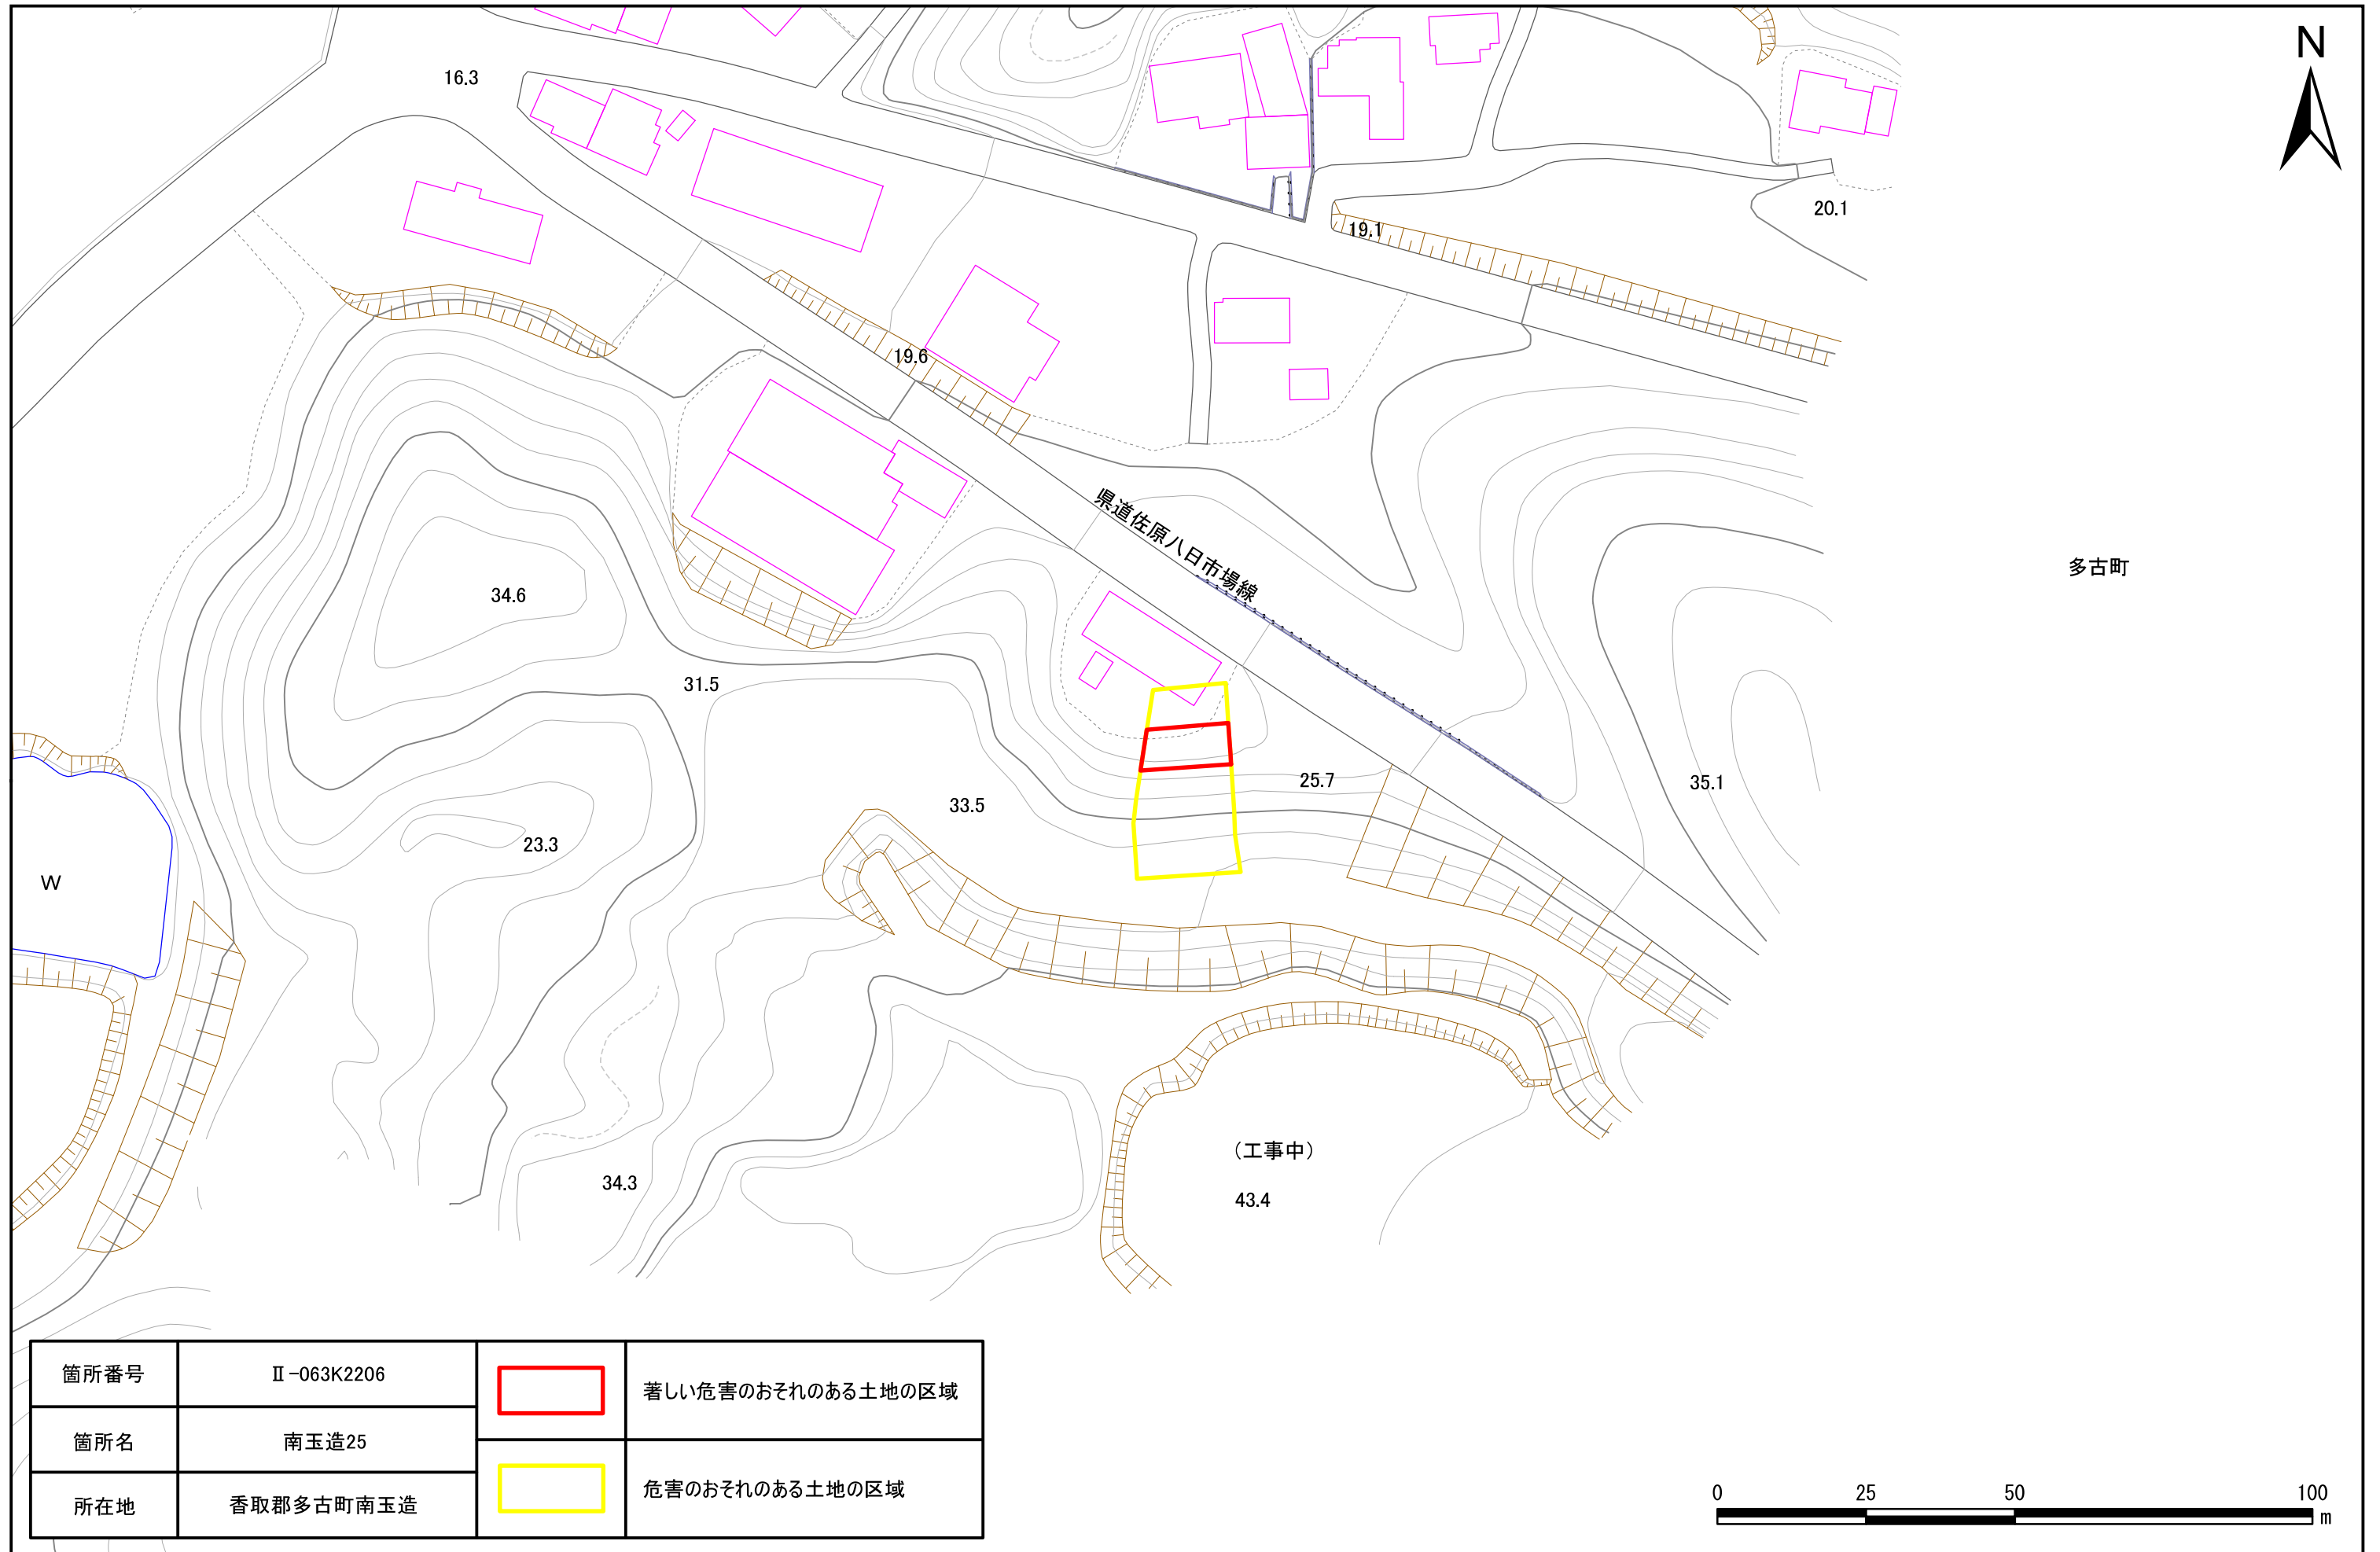 N
16.3
20.1
19.1
19.6
県道佐原八日市場線
多古町
34.6
31.5
25.7
35.1
33.5
23.3
W
(工事中)
34.3
43.4
箇所番号 Ⅱ-063K2206
著しい危害のおそれのある土地の区域
箇所名 南玉造25
危害のおそれのある土地の区域
所在地 香取郡多古町南玉造
0 25 50 100
m